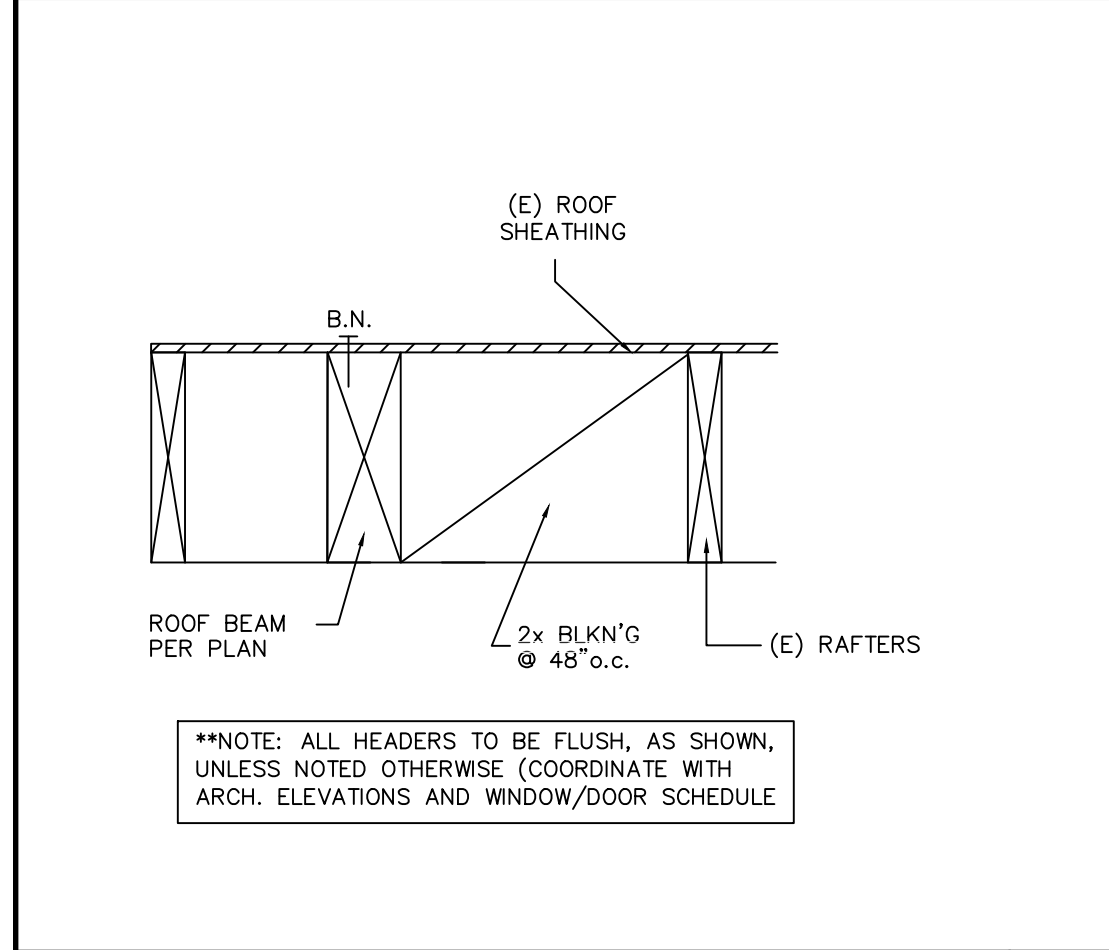 (E) ROOF
SHEATHING
B.N.
ROOF BEAM
PER PLAN
2x BLKN'G
@ 48"o.c.
(E) RAFTERS
**NOTE: ALL HEADERS TO BE FLUSH, AS SHOWN,
UNLESS NOTED OTHERWISE (COORDINATE WITH
ARCH. ELEVATIONS AND WINDOW/DOOR SCHEDULE